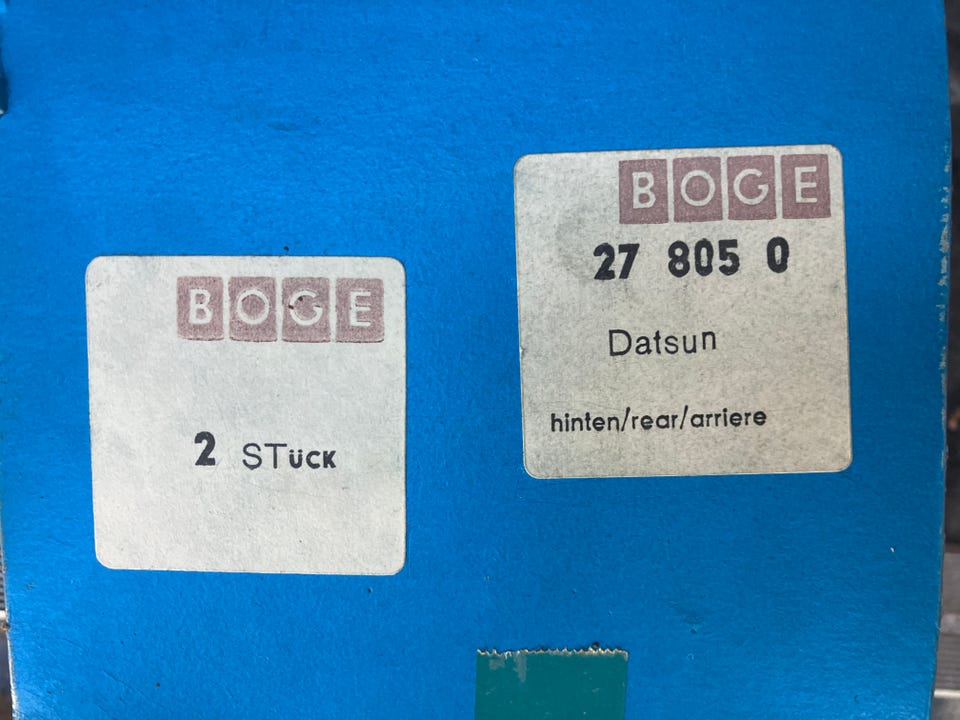 BOGE
2 STÜCK
BOGE
27 805 0
Datsun
hinten/rear/arriere